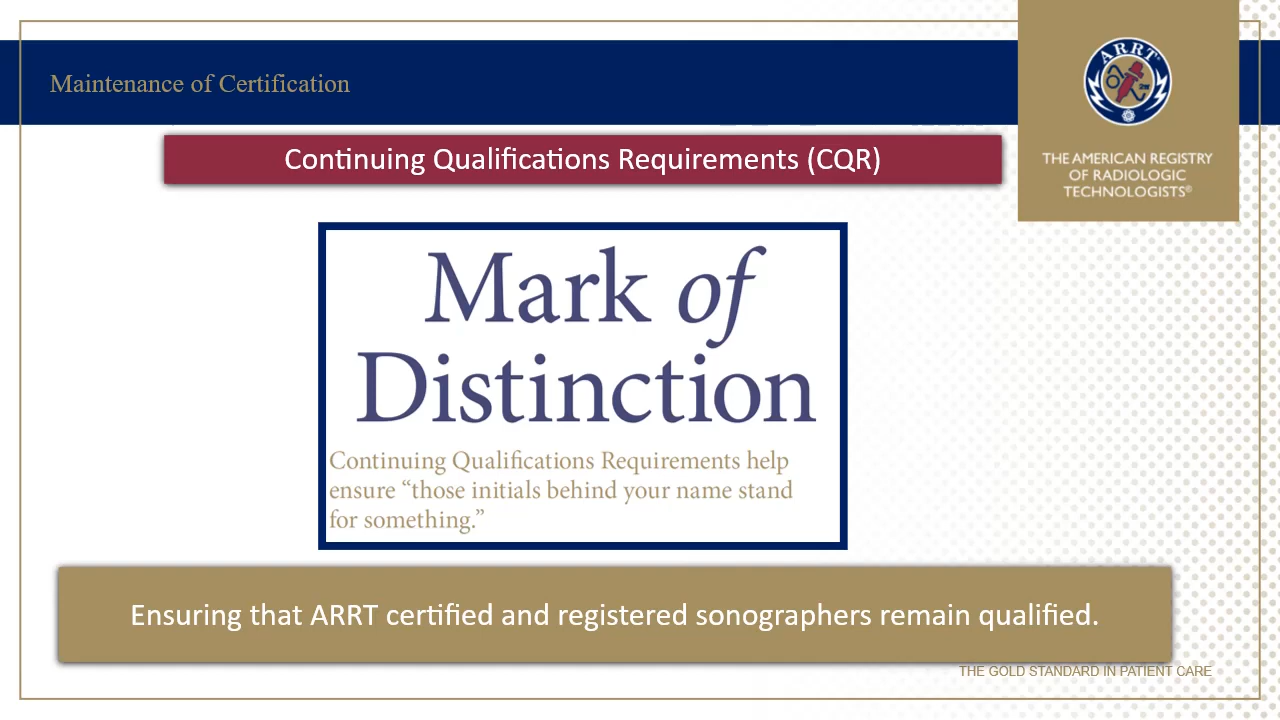 Maintenance of Certification
ARRT
THE AMERICAN REGISTRY
OF RADIOLOGIC
TECHNOLOGISTS®
Continuing Qualifications Requirements (CQR)
Mark of
Distinction
Continuing Qualifications Requirements help
ensure “those initials behind your name stand
for something.”
Ensuring that ARRT certified and registered sonographers remain qualified.
THE GOLD STANDARD IN PATIENT CARE